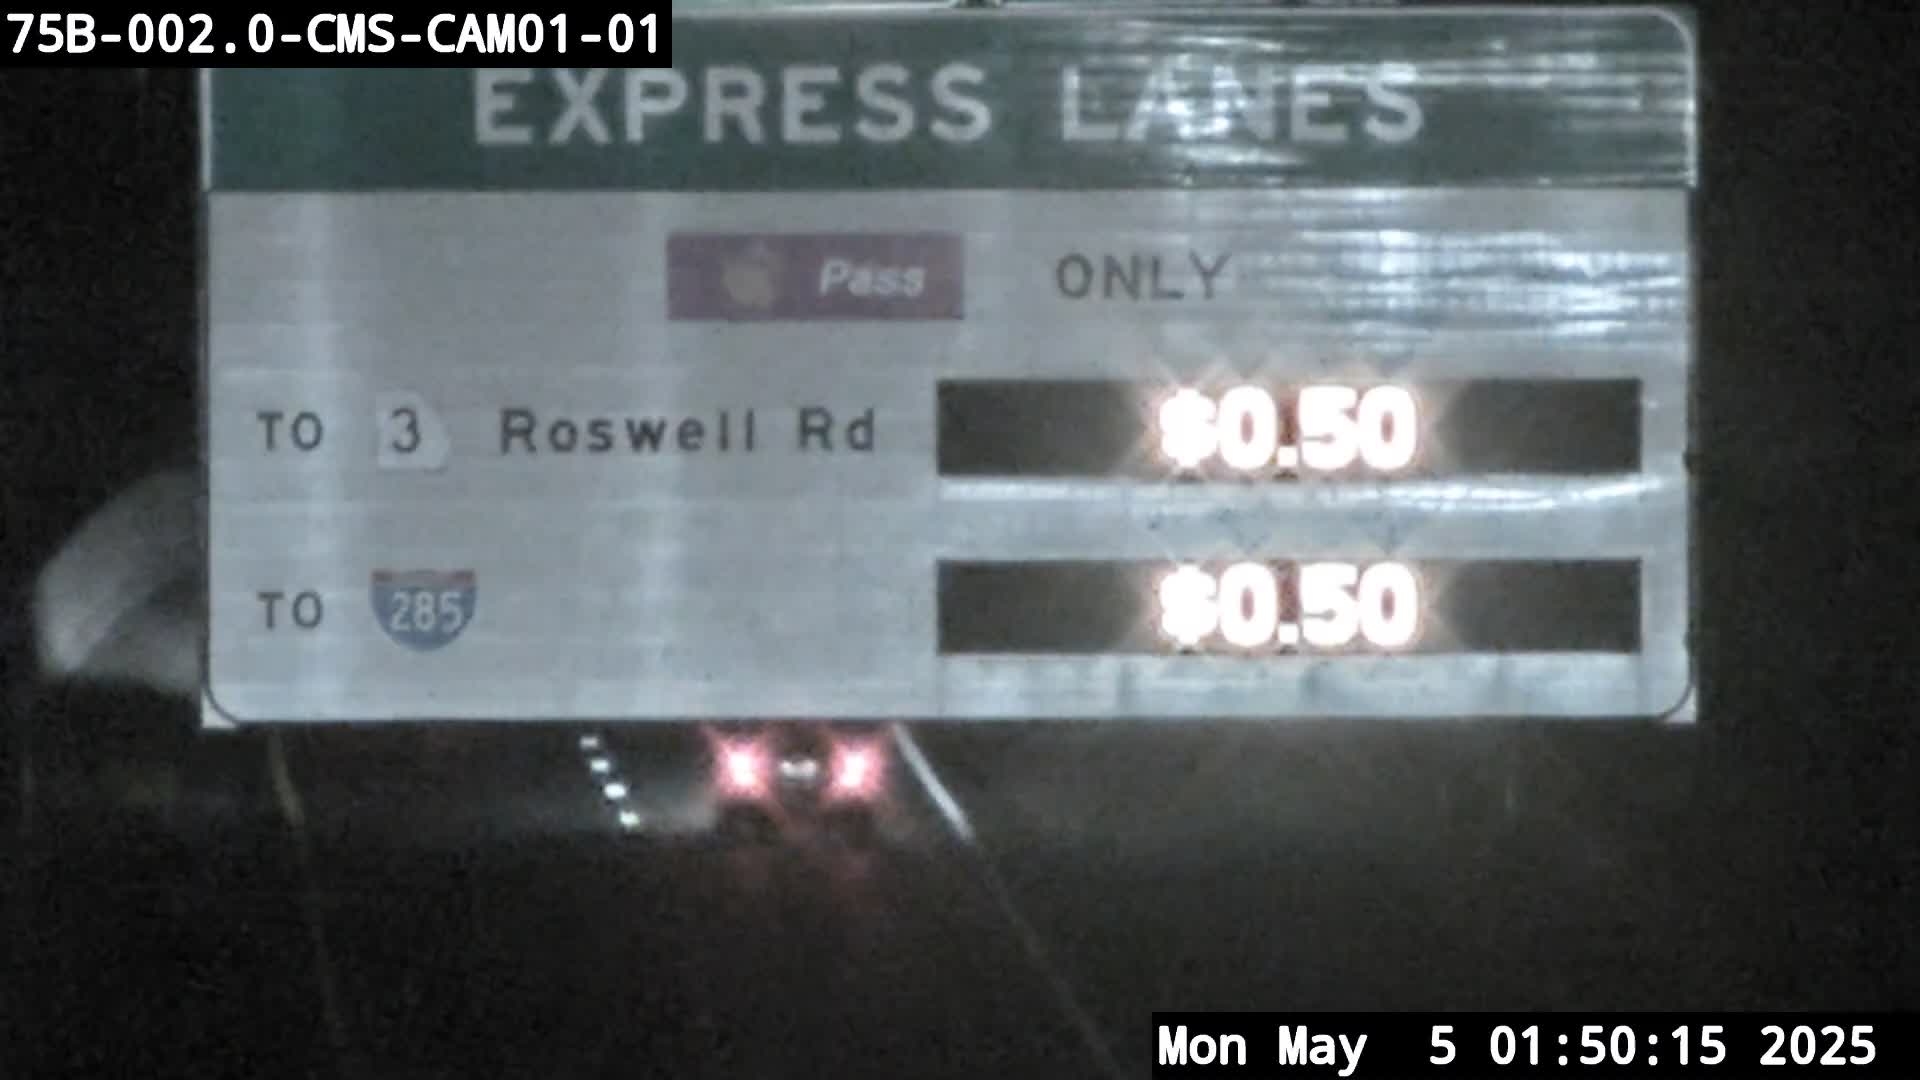 75B-002.0-CMS-CAM01-01
EXPRESS LANES
Pass ONLY
TO 3 Roswell Rd $0.50
TO 285 $0.50
Mon May 5 01:50:15 2025